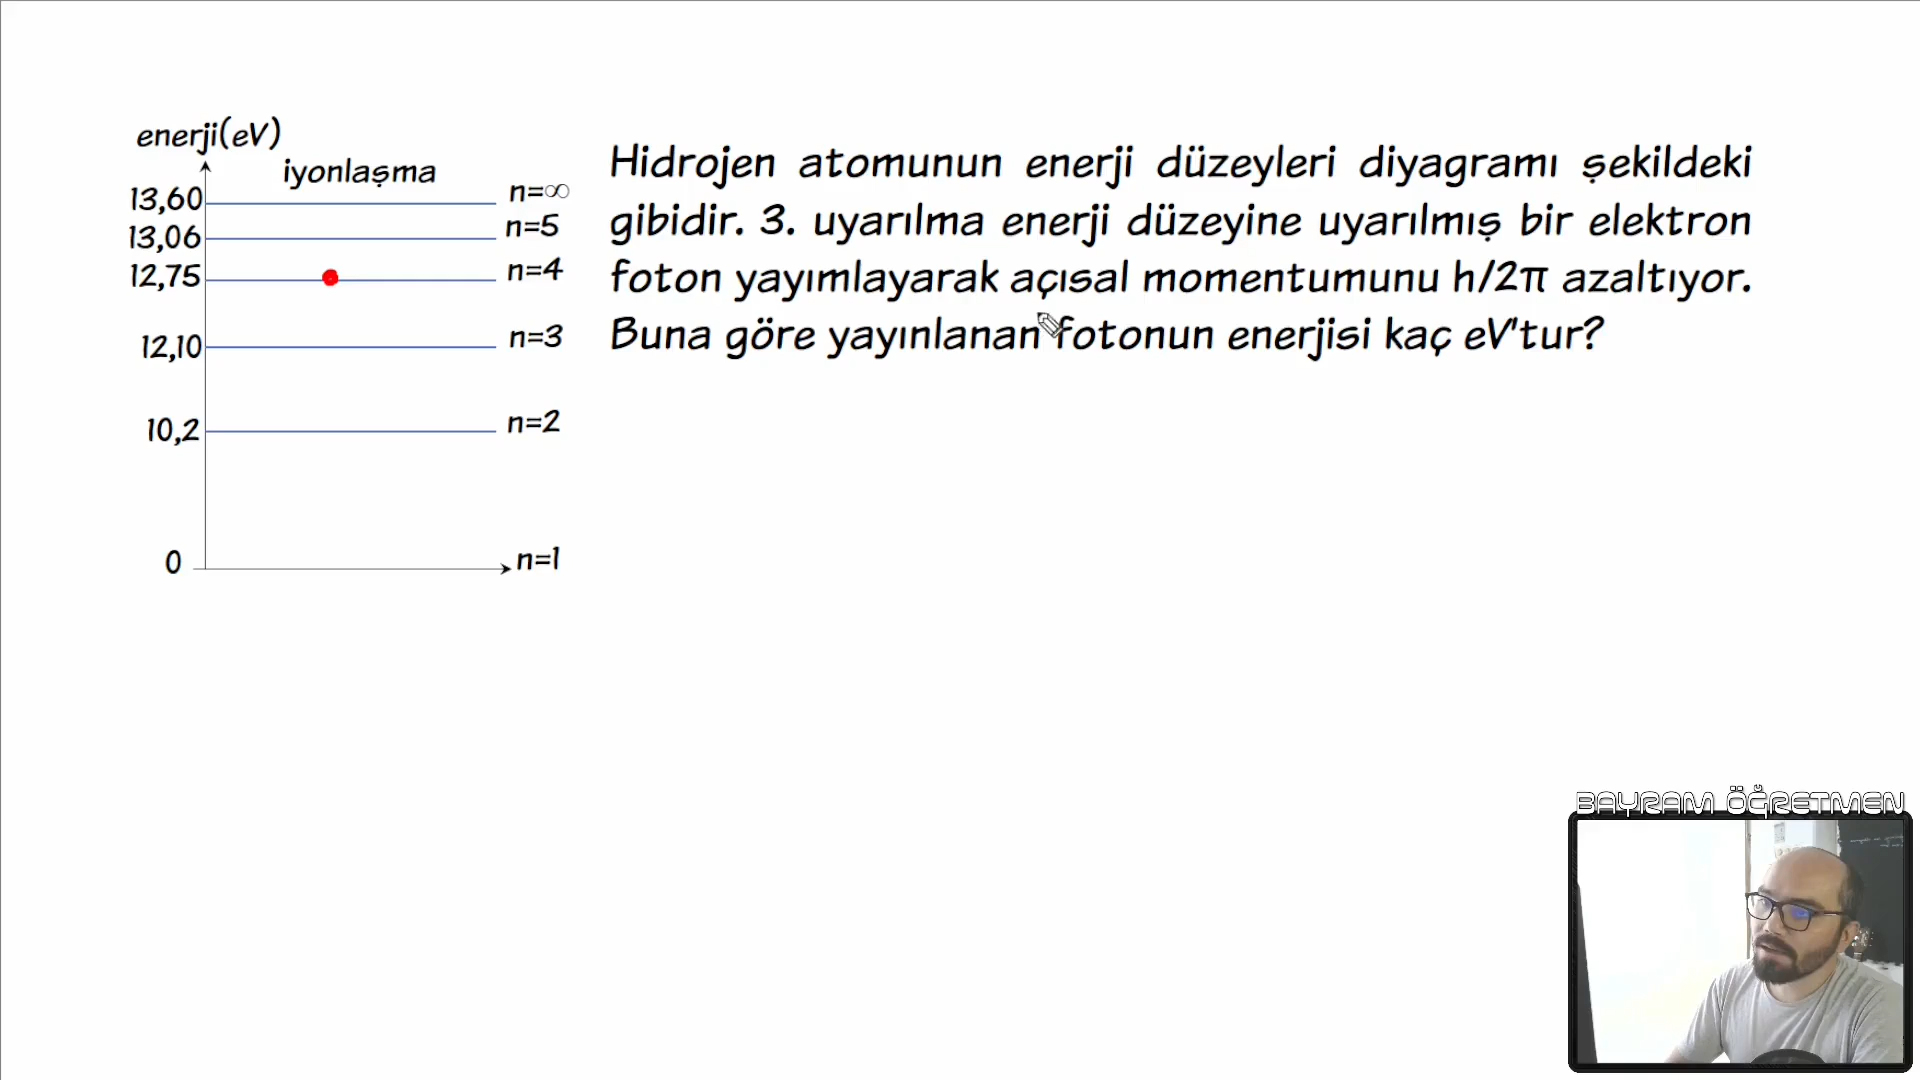 enerji(eV)
iyonlaşma
13,60
n=∞
13,06
n=5
12,75
n=4
12,10
n=3
10,2
n=2
0
n=1
Hidrojen atomunun enerji düzeyleri diyagramı şekildeki
gibidir. 3. uyarılma enerji düzeyine uyarılmış bir elektron
foton yayımlayarak açısal momentumunu h/2π azaltıyor.
Buna göre yayınlanan fotonun enerjisi kaç eV'tur?
BAYRAM ÖĞRETMEN